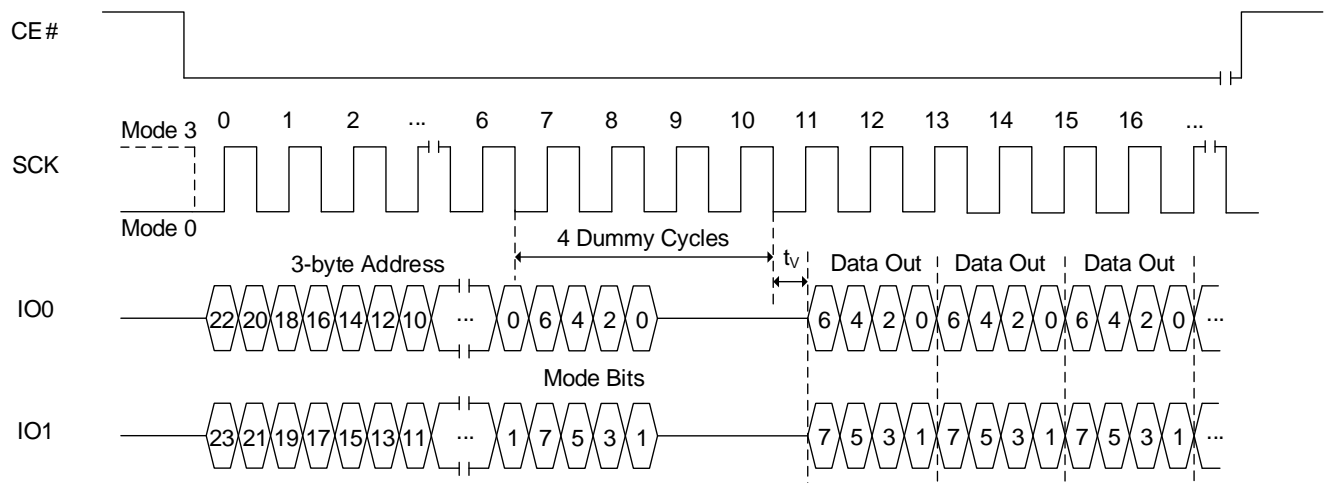 CE#
0 1 2 ... 6 7 8 9 10 11 12 13 14 15 16 ...
Mode 3
SCK
Mode 0
4 Dummy Cycles
3-byte Address tV Data Out Data Out Data Out
IO0 22 20 18 16 14 12 10 ... 0 6 4 2 0 6 4 2 0 6 4 2 0 6 4 2 0 ...
Mode Bits
IO1 23 21 19 17 15 13 11 ... 1 7 5 3 1 7 5 3 1 7 5 3 1 7 5 3 1 ...